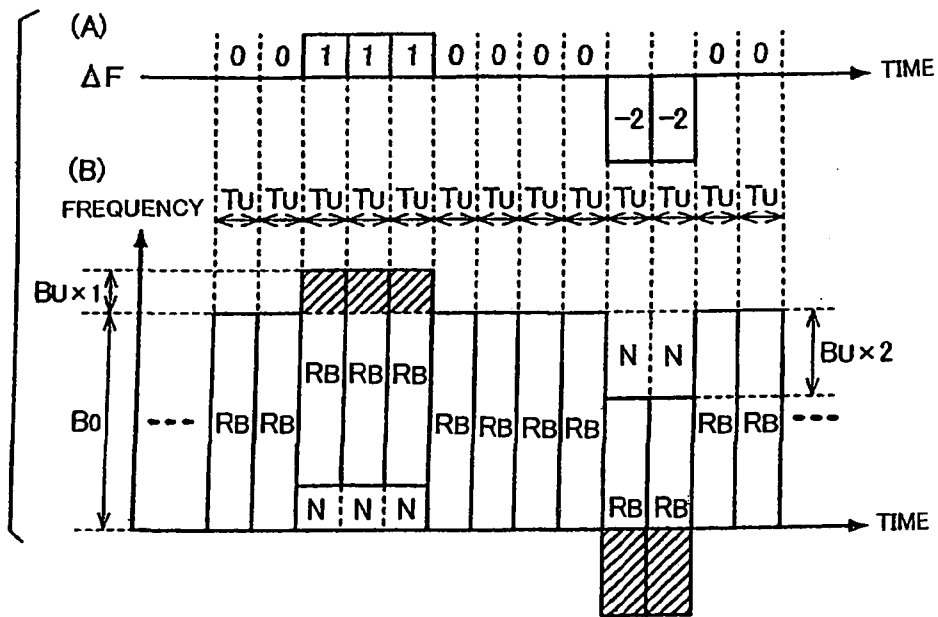 (A)
0 0 1 1 1 0 0 0 0 0 0
ΔF
TIME
-2 -2
(B)
TU TU TU TU TU TU TU TU TU TU TU TU TU
FREQUENCY
BU×1
N N
BU×2
RB RB RB
B0
RB RB RB RB RB RB RB RB
N N N
RB RB
TIME